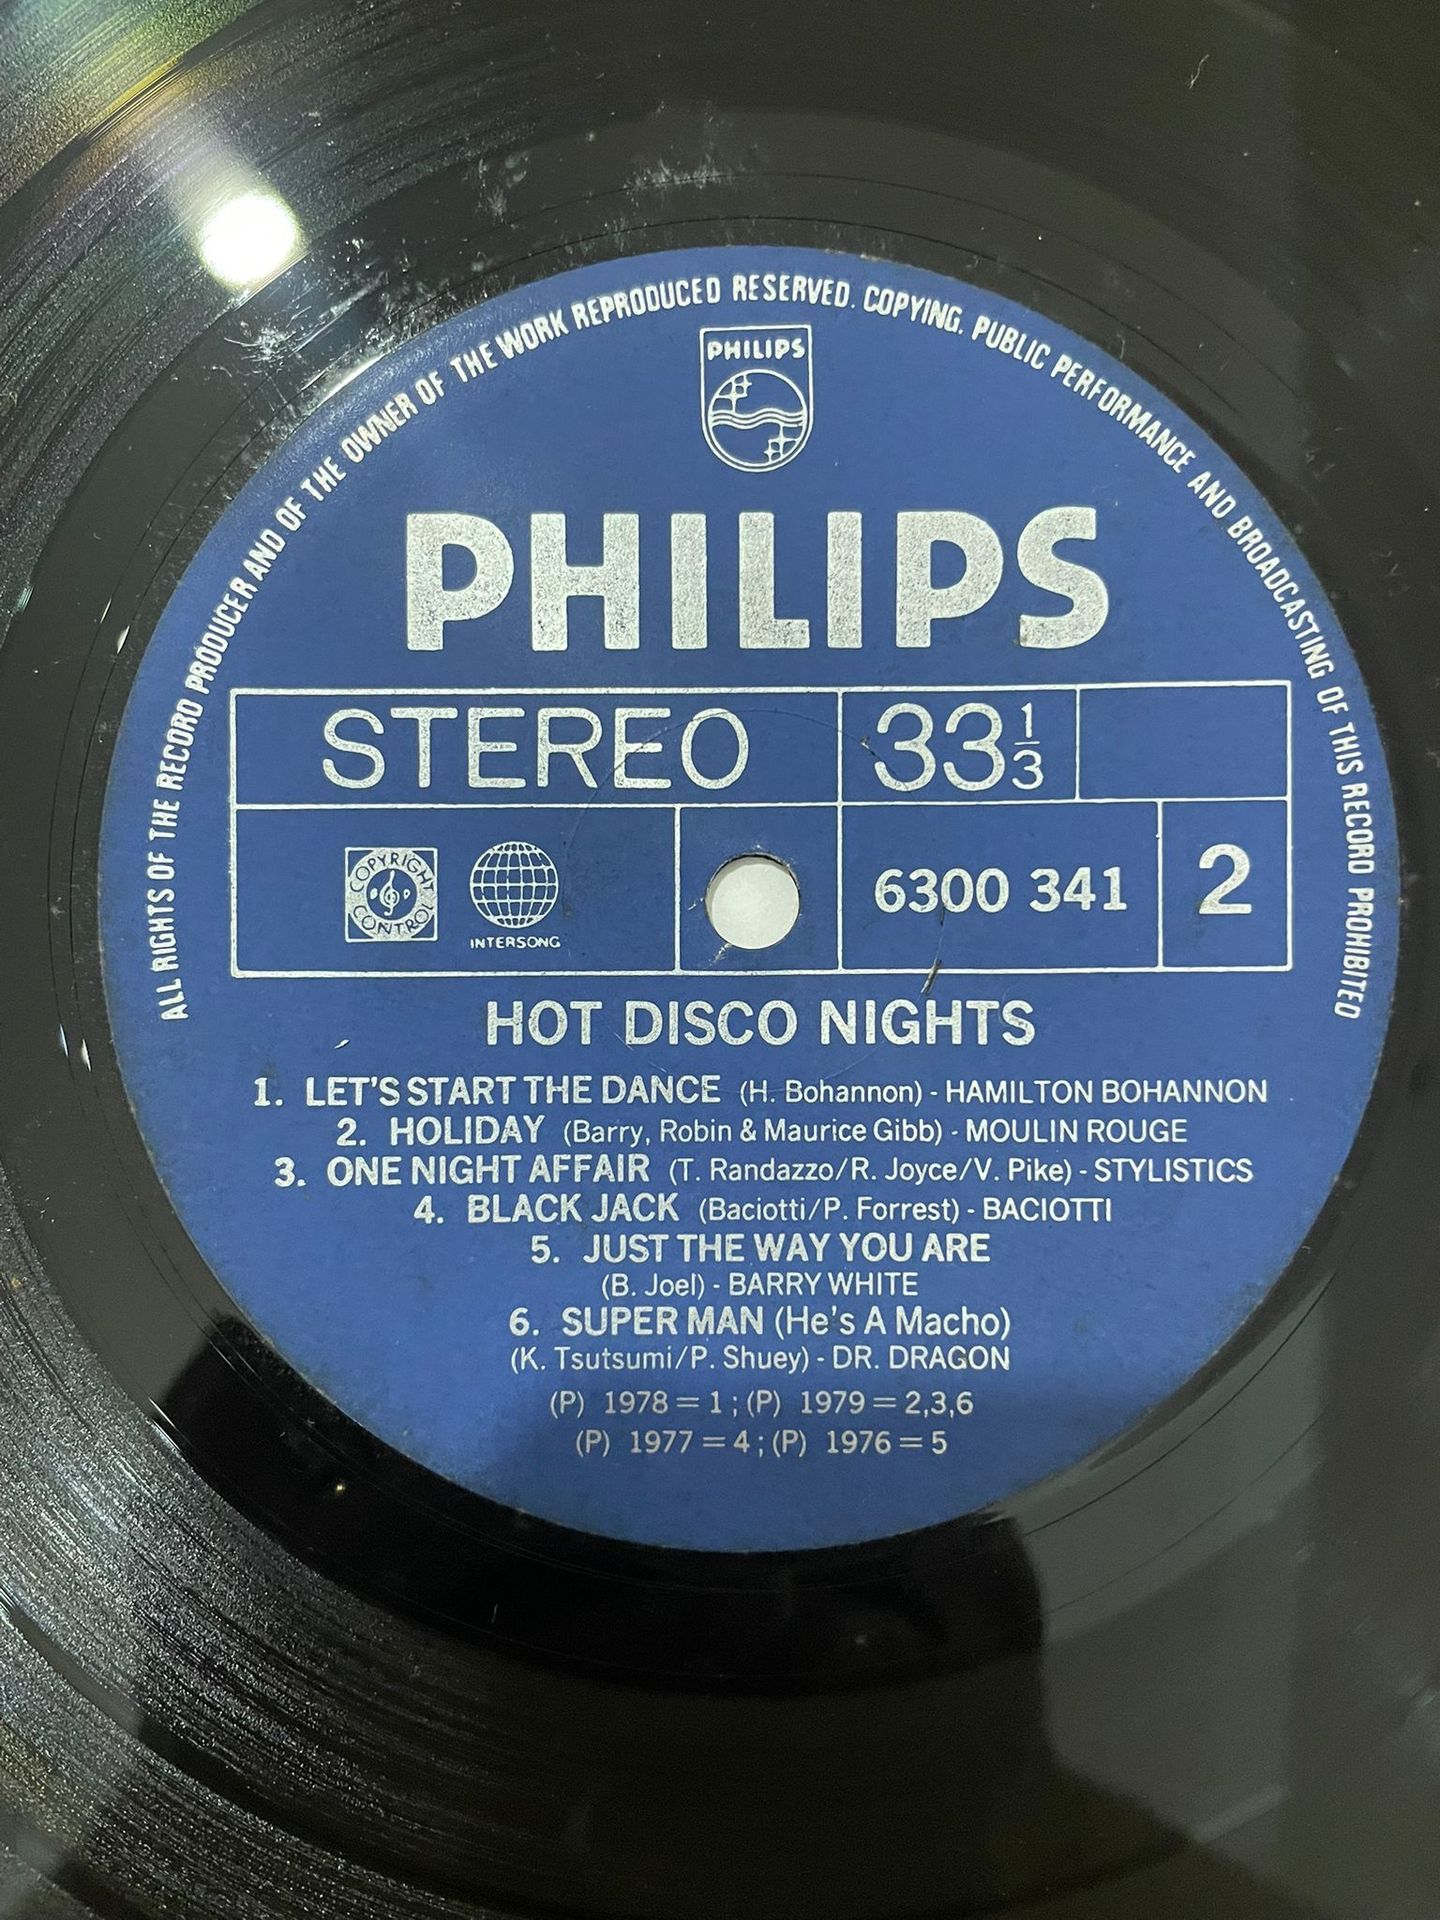 ALL RIGHTS OF THE RECORD PRODUCER AND OF THE OWNER OF THE WORK REPRODUCED RESERVED. COPYING. PUBLIC PERFORMANCE AND BROADCASTING OF THIS RECORD PROHIBITED
PHILIPS
PHILIPS
STEREO 33 1/3
COPYRIGHT CONTROL
INTERSONG
6300 341 2
HOT DISCO NIGHTS
1. LET'S START THE DANCE (H. Bohannon) - HAMILTON BOHANNON
2. HOLIDAY (Barry, Robin & Maurice Gibb) - MOULIN ROUGE
3. ONE NIGHT AFFAIR (T. Randazzo/R. Joyce/V. Pike) - STYLISTICS
4. BLACK JACK (Baciotti/P. Forrest) - BACIOTTI
5. JUST THE WAY YOU ARE
(B. Joel) - BARRY WHITE
6. SUPER MAN (He's A Macho)
(K. Tsutsumi/P. Shuey) - DR. DRAGON
(P) 1978 = 1 ; (P) 1979 = 2,3,6
(P) 1977 = 4 ; (P) 1976 = 5